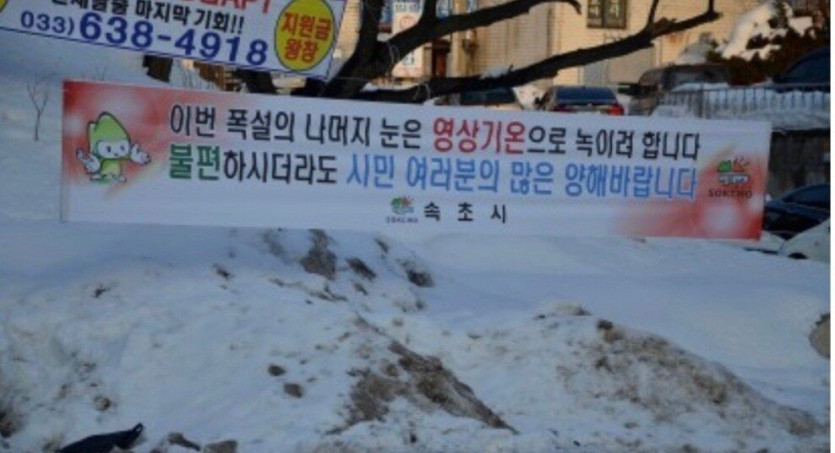 마지막 기회!!
033) 638-4918
지원금
왕창
이번 폭설의 나머지 눈은 영상기온으로 녹이려 합니다
불편하시더라도 시민 여러분의 많은 양해바랍니다
SOKCHO
SOKCHO 속 초 시